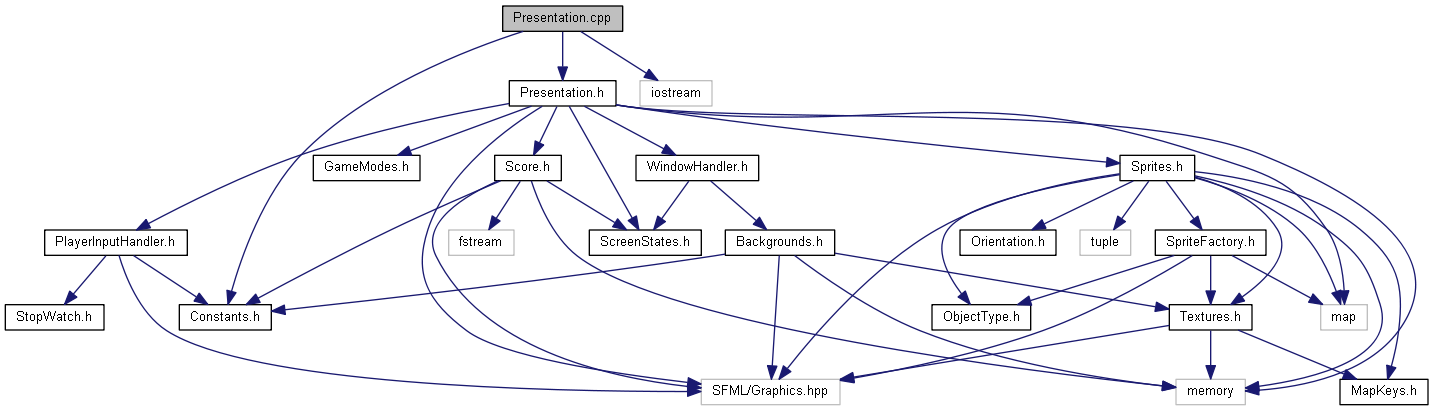 Presentation.cpp
Presentation.h
iostream
GameModes.h
Score.h
WindowHandler.h
Sprites.h
PlayerInputHandler.h
fstream
ScreenStates.h
Backgrounds.h
Orientation.h
tuple
SpriteFactory.h
StopWatch.h
Constants.h
ObjectType.h
Textures.h
map
SFML/Graphics.hpp
memory
MapKeys.h